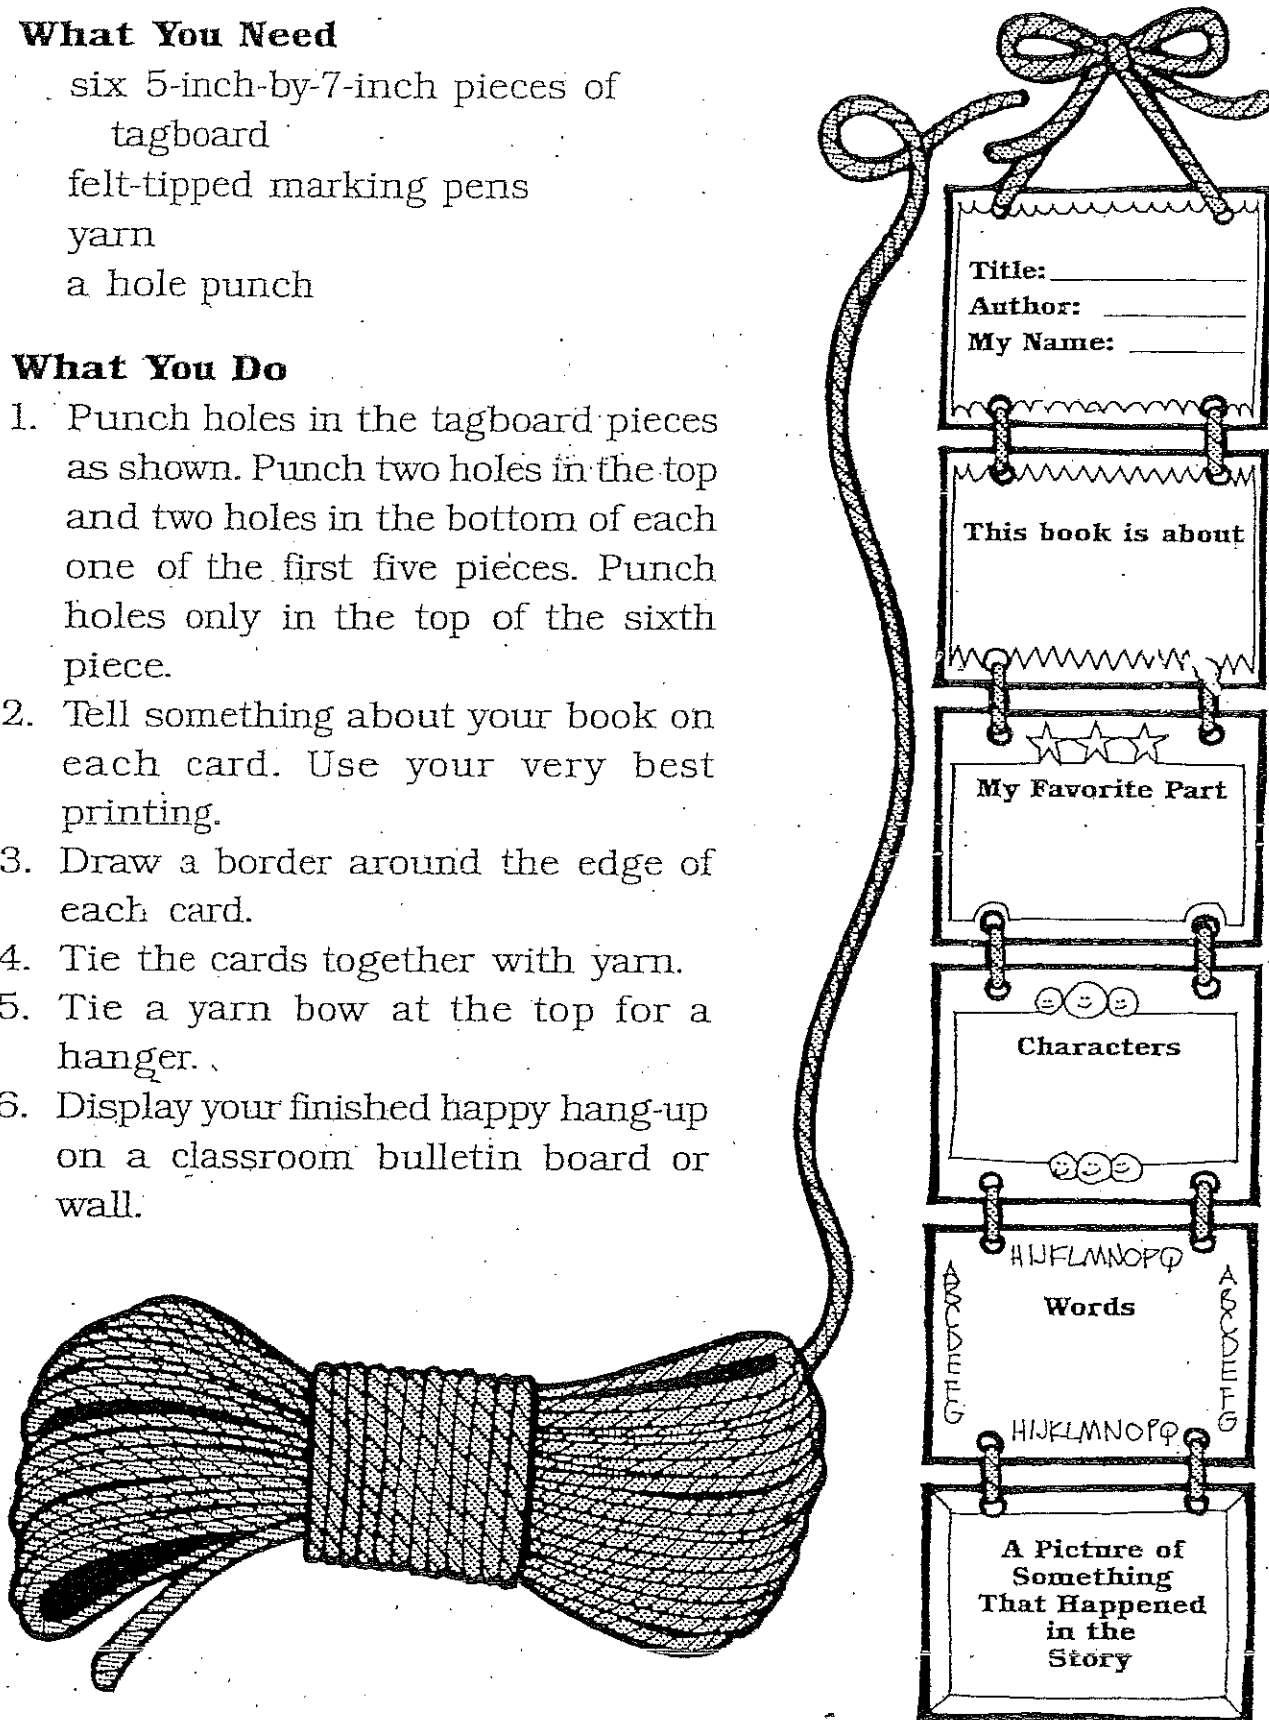 What You Need
six 5-inch-by-7-inch pieces of
tagboard
felt-tipped marking pens
yarn
a hole punch
What You Do
1. Punch holes in the tagboard pieces
as shown. Punch two holes in the top
and two holes in the bottom of each
one of the first five pieces. Punch
holes only in the top of the sixth
piece.
2. Tell something about your book on
each card. Use your very best
printing.
3. Draw a border around the edge of
each card.
4. Tie the cards together with yarn.
5. Tie a yarn bow at the top for a
hanger.
6. Display your finished happy hang-up
on a classroom bulletin board or
wall.
Title:
Author:
My Name:
This book is about
My Favorite Part
Characters
HIJKLMNOPQ
ABCDEFG
Words
ABCDEFG
HIJKLMNOPQ
A Picture of
Something
That Happened
in the
Story